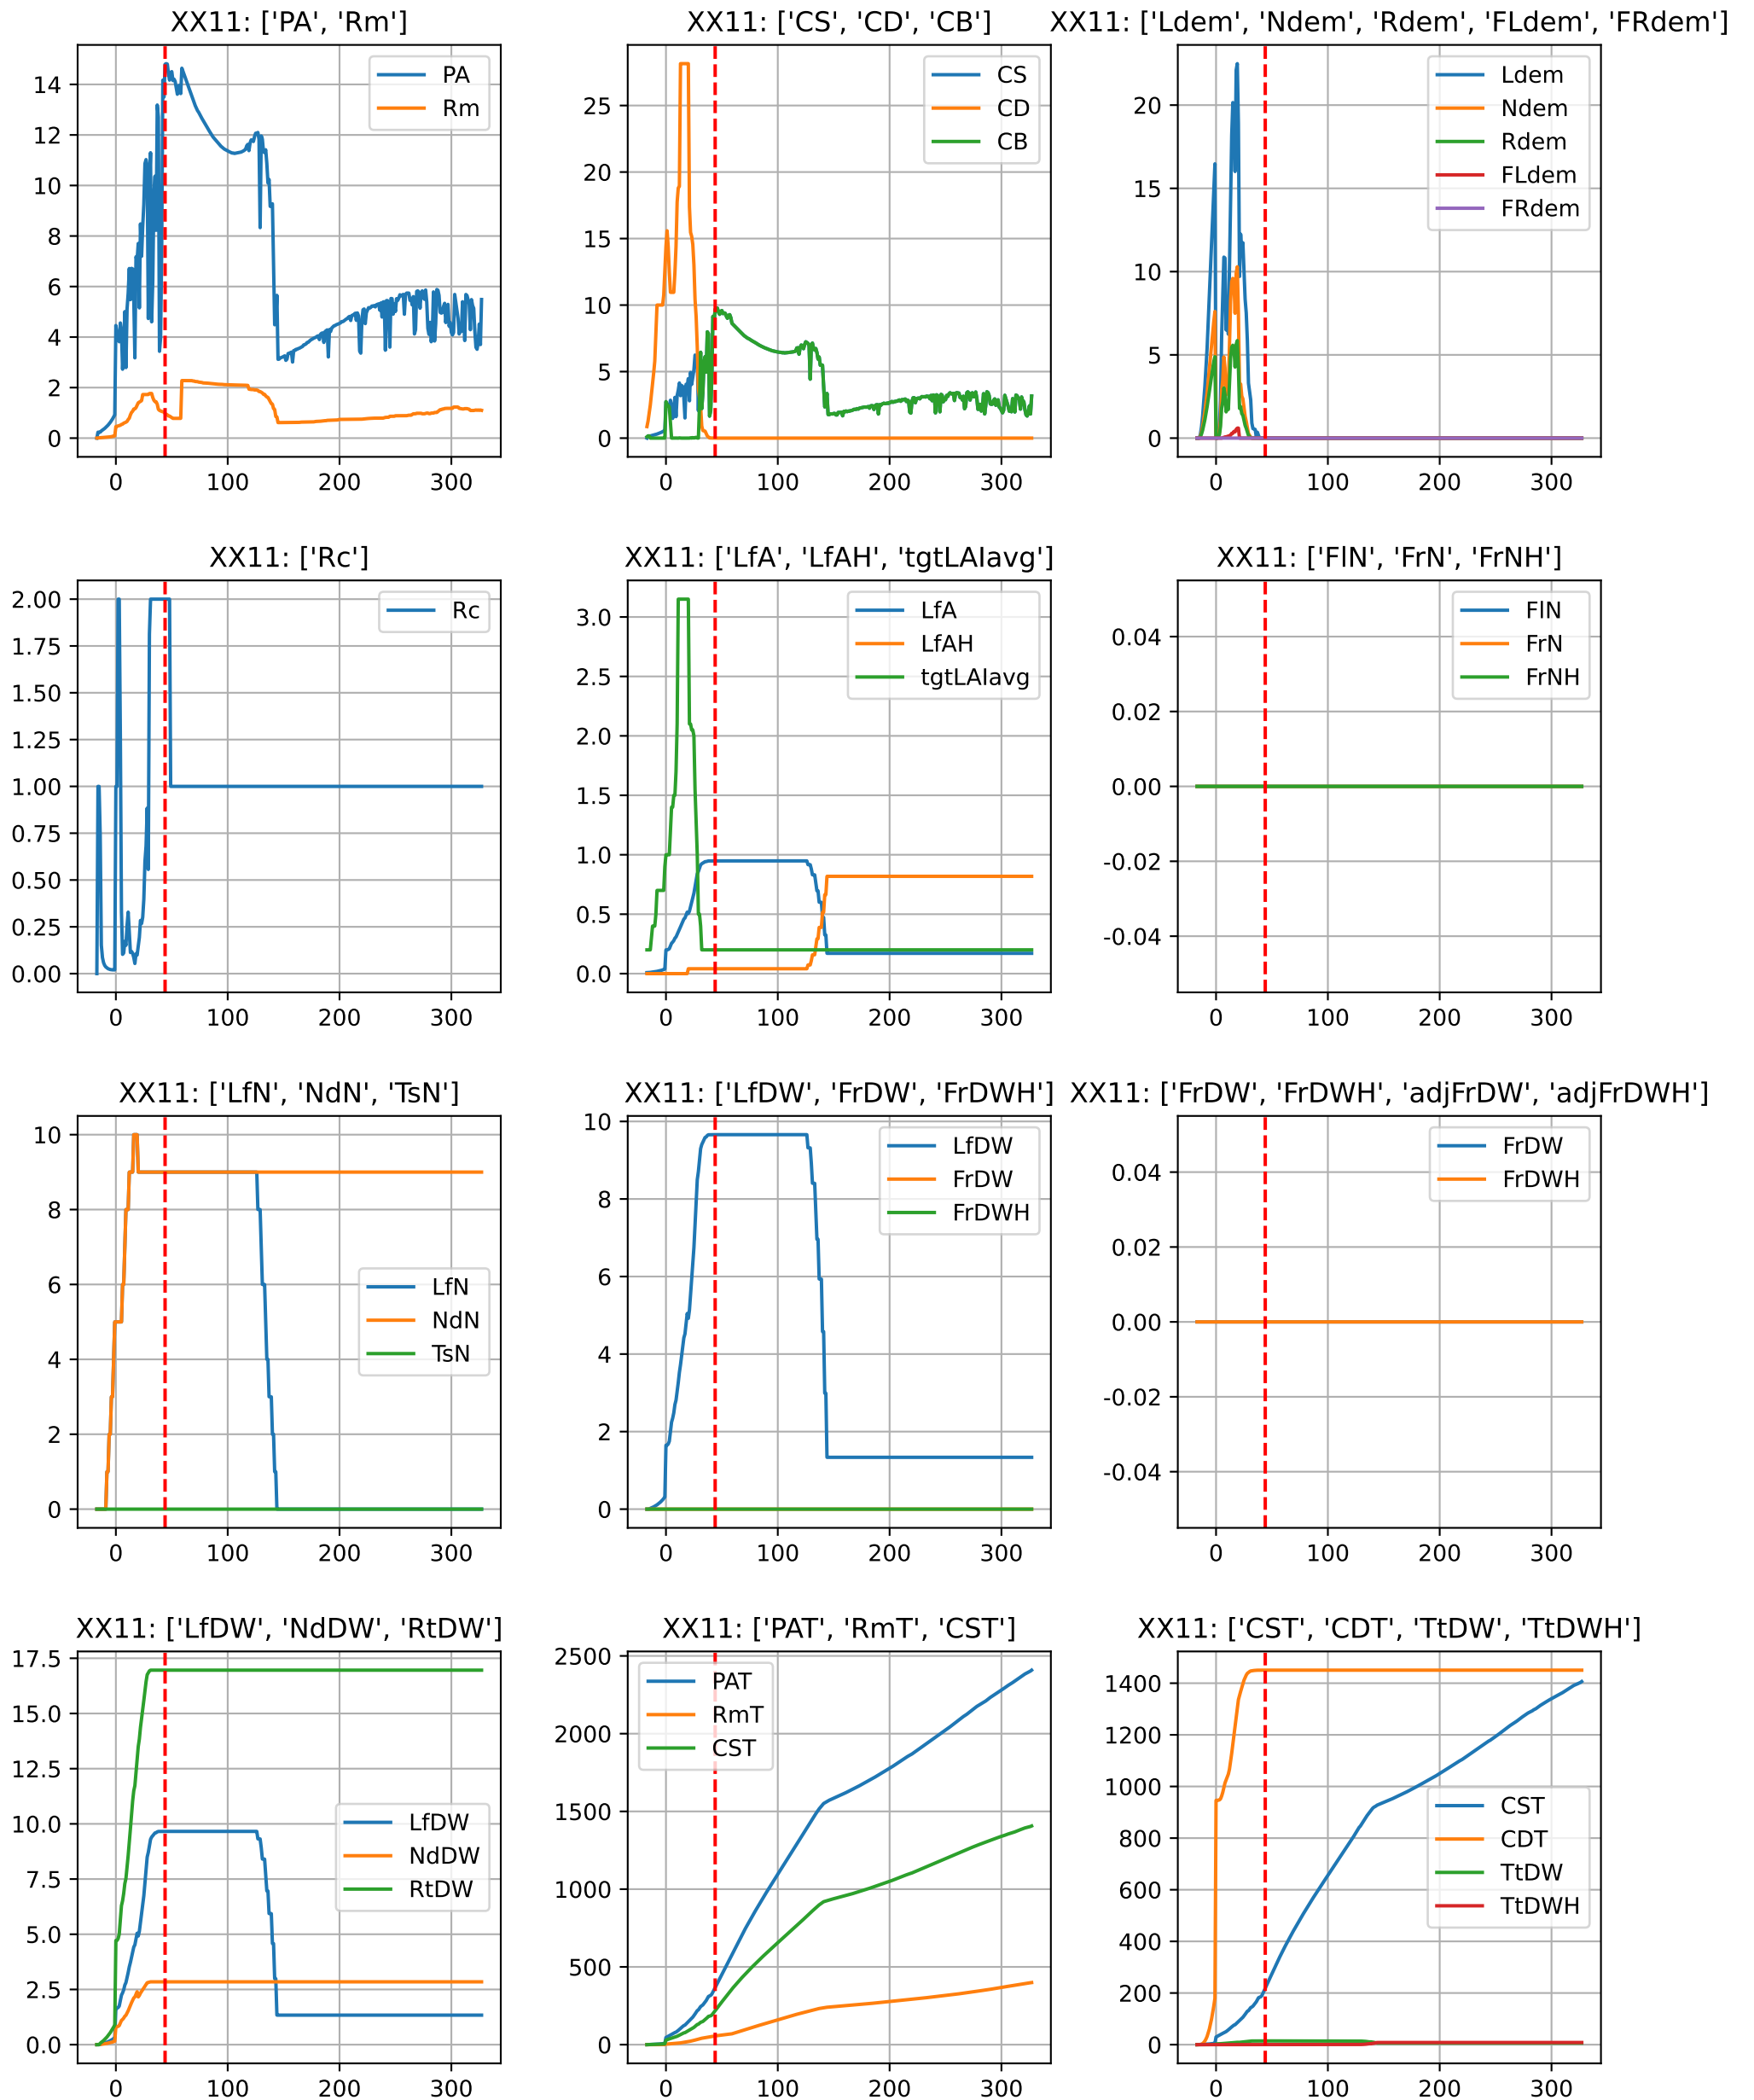 XX11: ['PA', 'Rm']
PA
Rm
0
2
4
6
8
10
12
14
0 100 200 300
XX11: ['CS', 'CD', 'CB']
CS
CD
CB
0
5
10
15
20
25
0 100 200 300
XX11: ['Ldem', 'Ndem', 'Rdem', 'FLdem', 'FRdem']
Ldem
Ndem
Rdem
FLdem
FRdem
0
5
10
15
20
0 100 200 300
XX11: ['Rc']
Rc
0.00
0.25
0.50
0.75
1.00
1.25
1.50
1.75
2.00
0 100 200 300
XX11: ['LfA', 'LfAH', 'tgtLAIavg']
LfA
LfAH
tgtLAIavg
0.0
0.5
1.0
1.5
2.0
2.5
3.0
0 100 200 300
XX11: ['FlN', 'FrN', 'FrNH']
FlN
FrN
FrNH
-0.04
-0.02
0.00
0.02
0.04
0 100 200 300
XX11: ['LfN', 'NdN', 'TsN']
LfN
NdN
TsN
0
2
4
6
8
10
0 100 200 300
XX11: ['LfDW', 'FrDW', 'FrDWH']
LfDW
FrDW
FrDWH
0
2
4
6
8
10
0 100 200 300
XX11: ['FrDW', 'FrDWH', 'adjFrDW', 'adjFrDWH']
FrDW
FrDWH
-0.04
-0.02
0.00
0.02
0.04
0 100 200 300
XX11: ['LfDW', 'NdDW', 'RtDW']
LfDW
NdDW
RtDW
0.0
2.5
5.0
7.5
10.0
12.5
15.0
17.5
0 100 200 300
XX11: ['PAT', 'RmT', 'CST']
PAT
RmT
CST
0
500
1000
1500
2000
2500
0 100 200 300
XX11: ['CST', 'CDT', 'TtDW', 'TtDWH']
CST
CDT
TtDW
TtDWH
0
200
400
600
800
1000
1200
1400
0 100 200 300